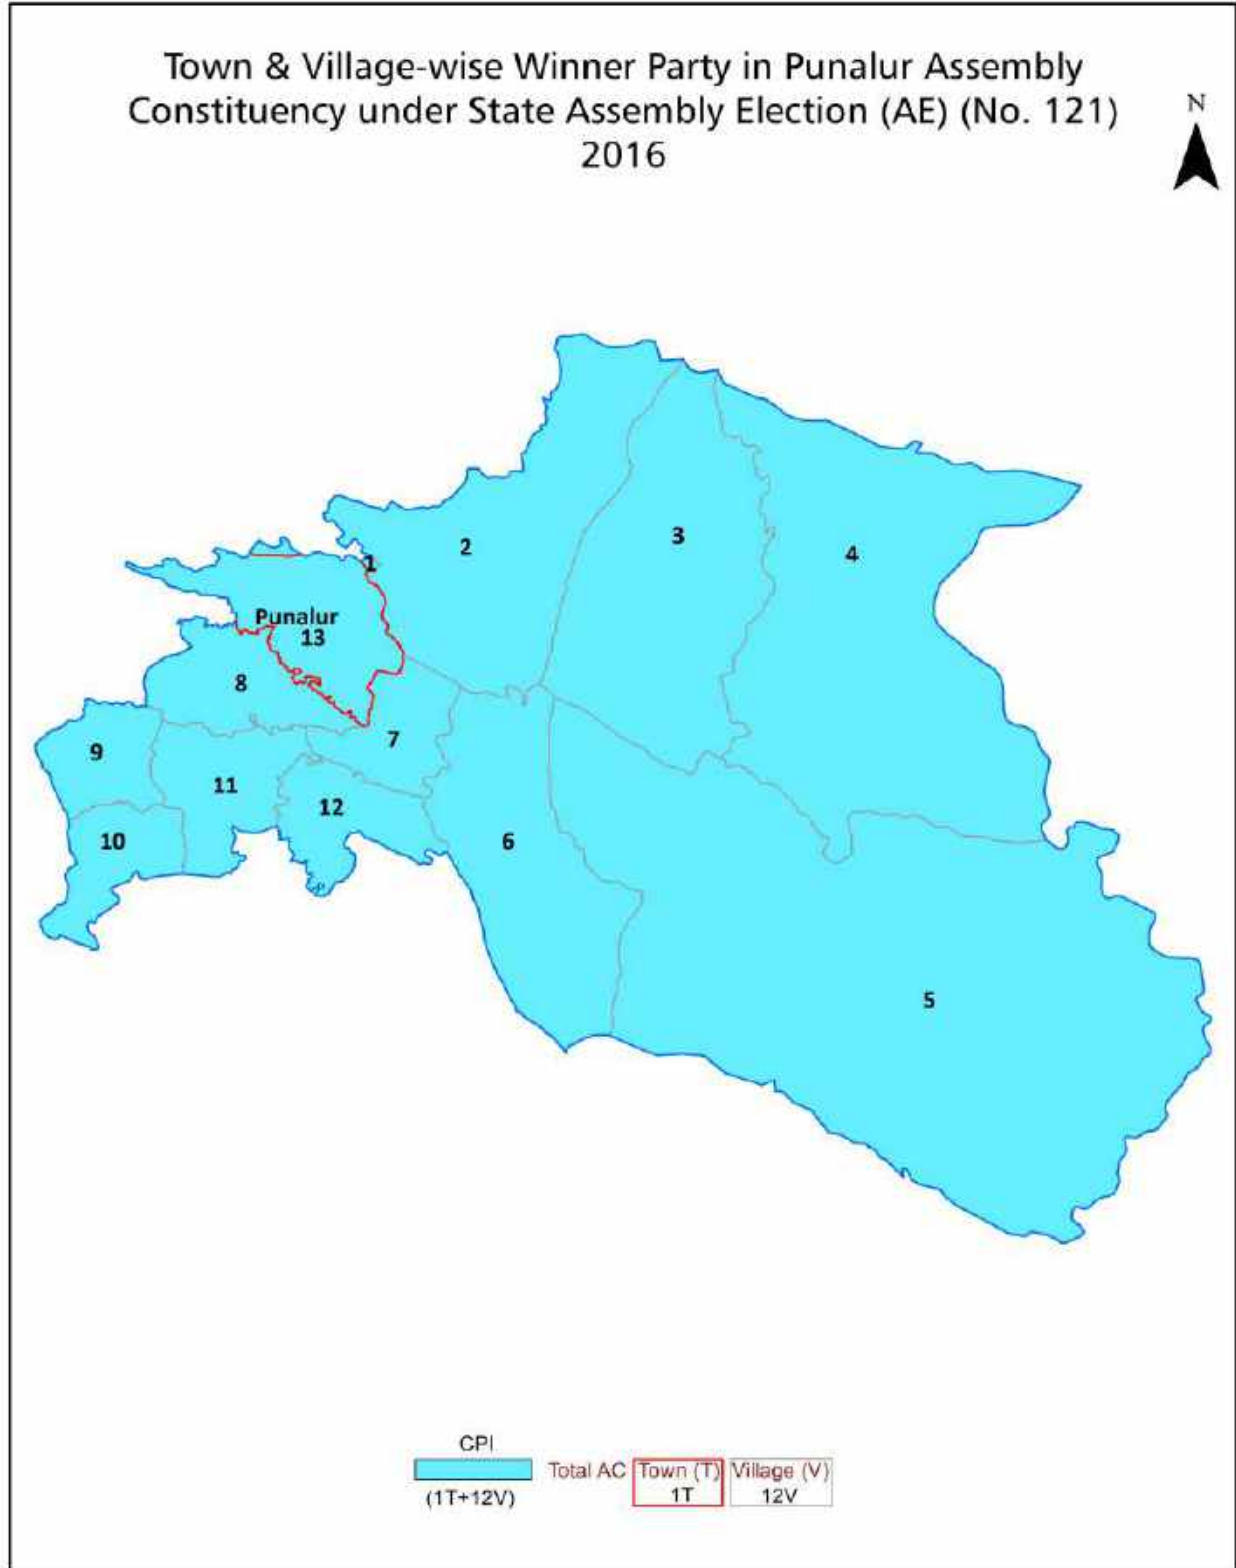 Town & Village-wise Winner Party in Punalur Assembly
Constituency under State Assembly Election (AE) (No. 121)
2016
N
1
2
3
4
Punalur
13
8
7
9
11
12
10
6
5
CPI
Total AC Town (T) Village (V)
(1T+12V) 1T 12V